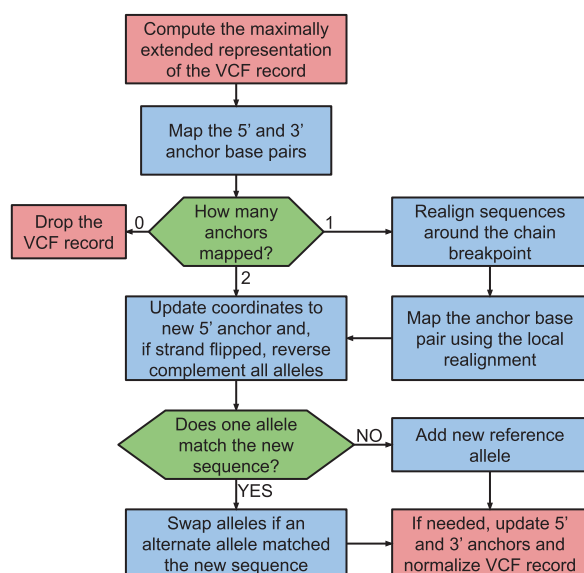 Compute the maximally
extended representation
of the VCF record
Map the 5’ and 3’
anchor base pairs
How many
anchors
mapped?
0
Drop the
VCF record
1
Realign sequences
around the chain
breakpoint
Map the anchor base
pair using the local
realignment
2
Update coordinates to
new 5’ anchor and,
if strand flipped, reverse
complement all alleles
Does one allele
match the new
sequence?
NO
Add new reference
allele
YES
Swap alleles if an
alternate allele matched
the new sequence
If needed, update 5’
and 3’ anchors and
normalize VCF record